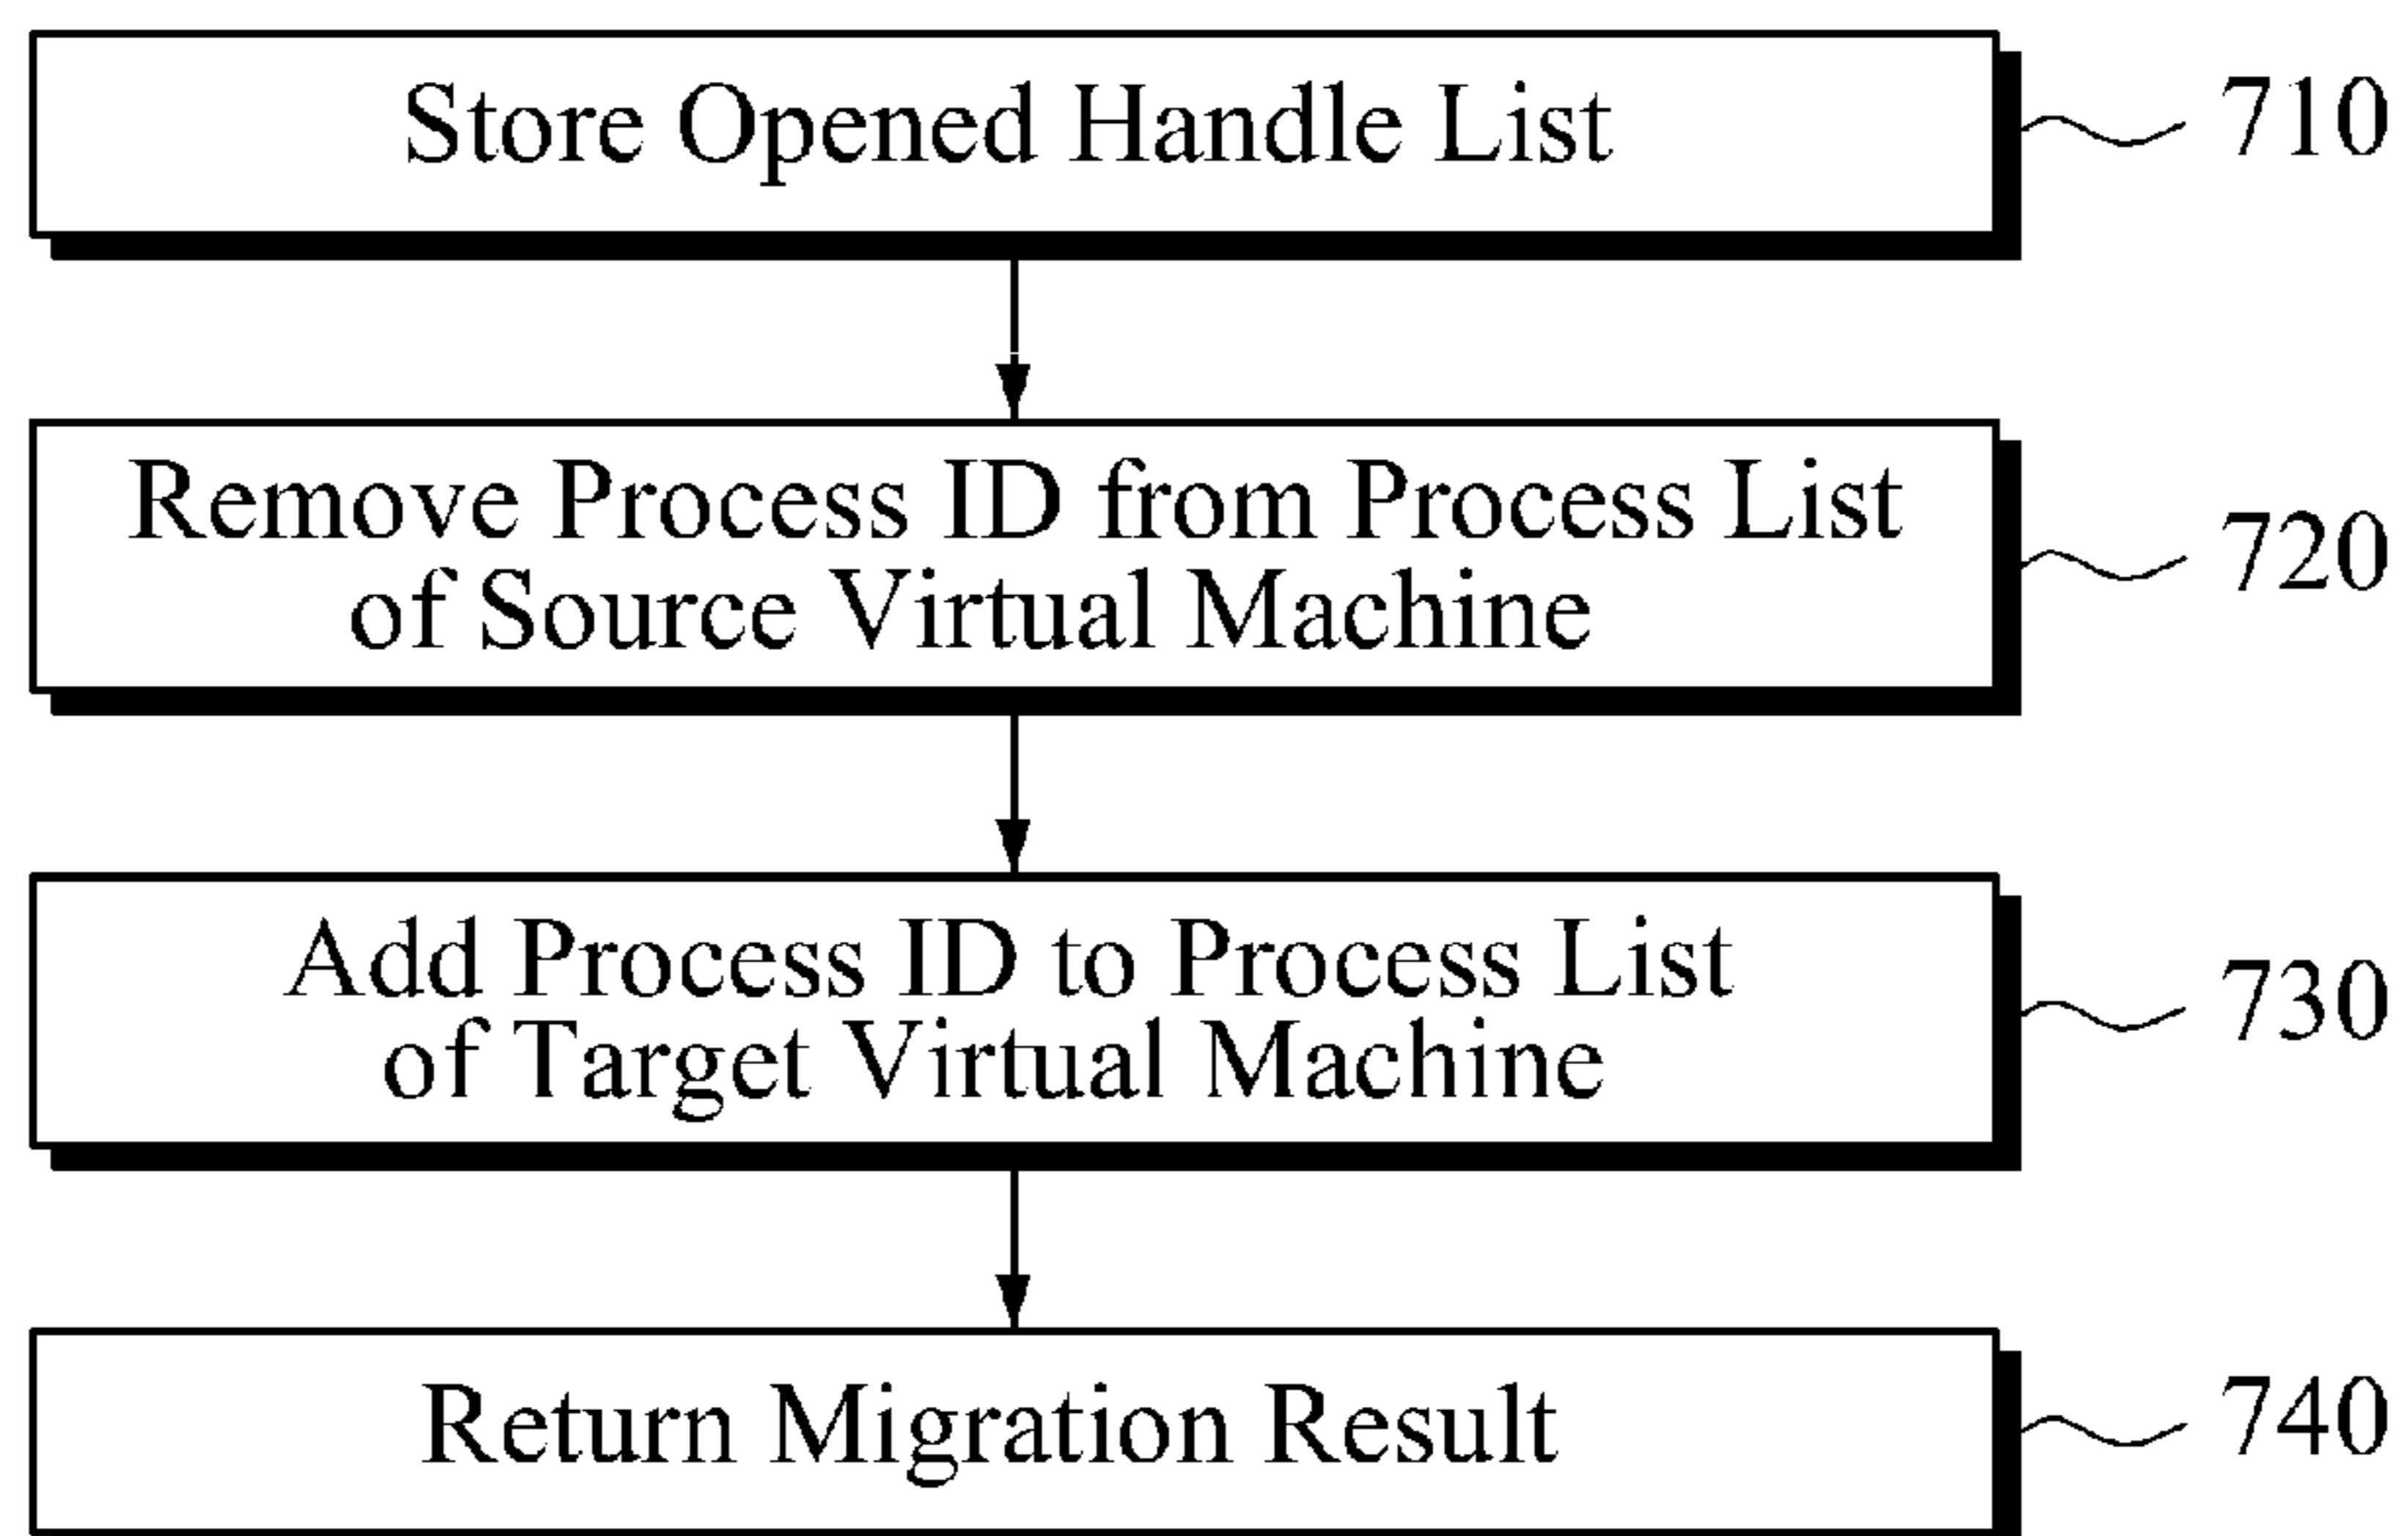 Store Opened Handle List
710
Remove Process ID from Process List
of Source Virtual Machine
720
Add Process ID to Process List
of Target Virtual Machine
730
Return Migration Result
740